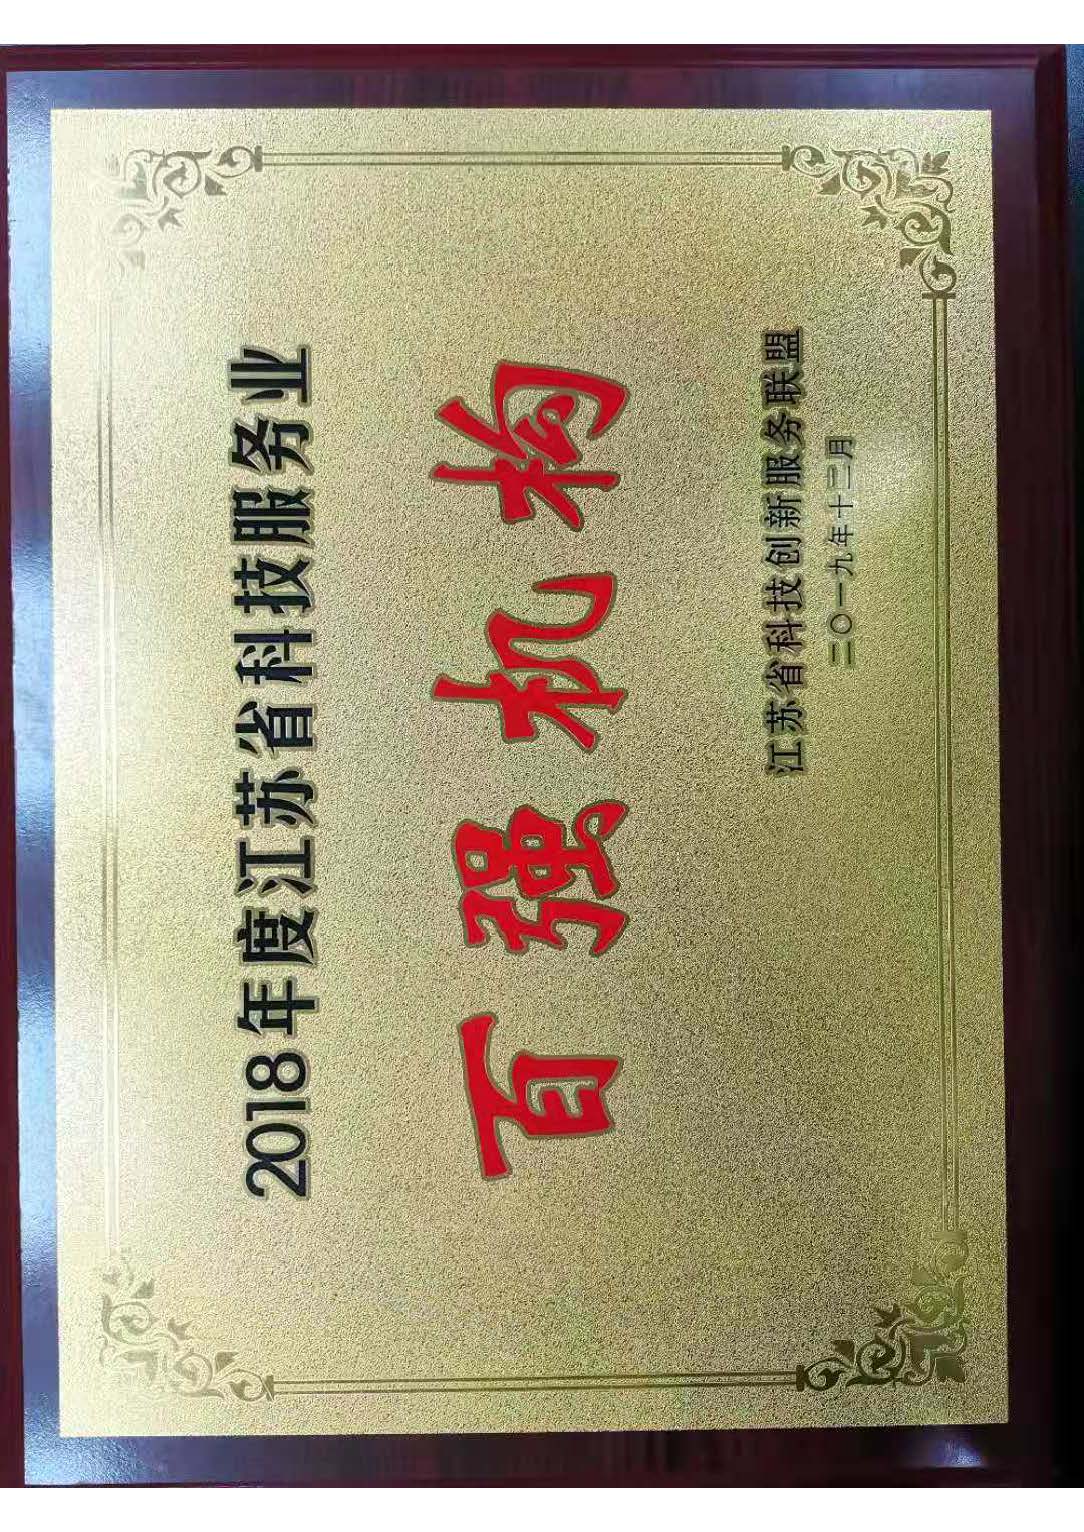 2018年度江苏省科技服务业
百强机构
江苏省科技创新服务联盟
二〇一九年十二月